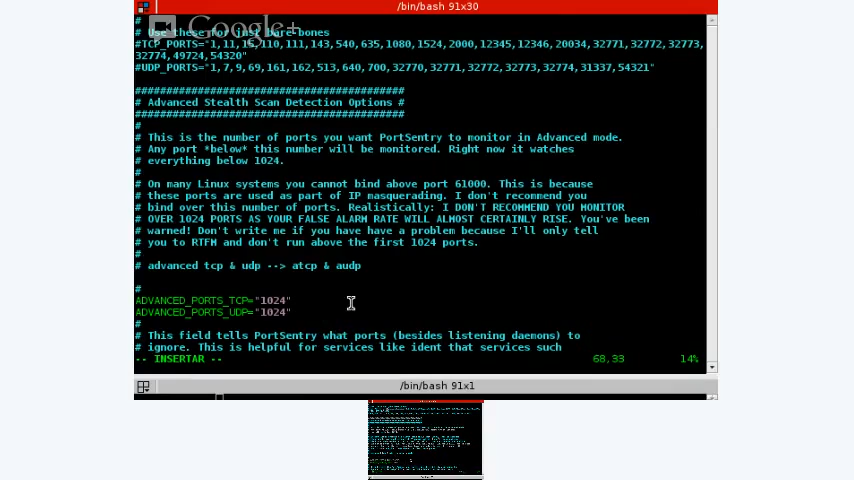 /bin/bash 91x30
#
# Use these for just bare-bones
Google+
#TCP_PORTS="1,11,15,110,111,143,540,635,1080,1524,2000,12345,12346,20034,32771,32772,32773,
32774,49724,54320"
#UDP_PORTS="1,7,9,69,161,162,513,640,700,32770,32771,32772,32773,32774,31337,54321"
###########################################
# Advanced Stealth Scan Detection Options #
###########################################
#
# This is the number of ports you want PortSentry to monitor in Advanced mode.
# Any port *below* this number will be monitored. Right now it watches
# everything below 1024.
#
# On many Linux systems you cannot bind above port 61000. This is because
# these ports are used as part of IP masquerading. I don't recommend you
# bind over this number of ports. Realistically: I DON'T RECOMMEND YOU MONITOR
# OVER 1024 PORTS AS YOUR FALSE ALARM RATE WILL ALMOST CERTAINLY RISE. You've been
# warned! Don't write me if you have have a problem because I'll only tell
# you to RTFM and don't run above the first 1024 ports.
#
# advanced tcp & udp --> atcp & audp
#
ADVANCED_PORTS_TCP="1024"
ADVANCED_PORTS_UDP="1024"
#
# This field tells PortSentry what ports (besides listening daemons) to
# ignore. This is helpful for services like ident that services such
-- INSERTAR -- 68,33 14%
/bin/bash 91x1